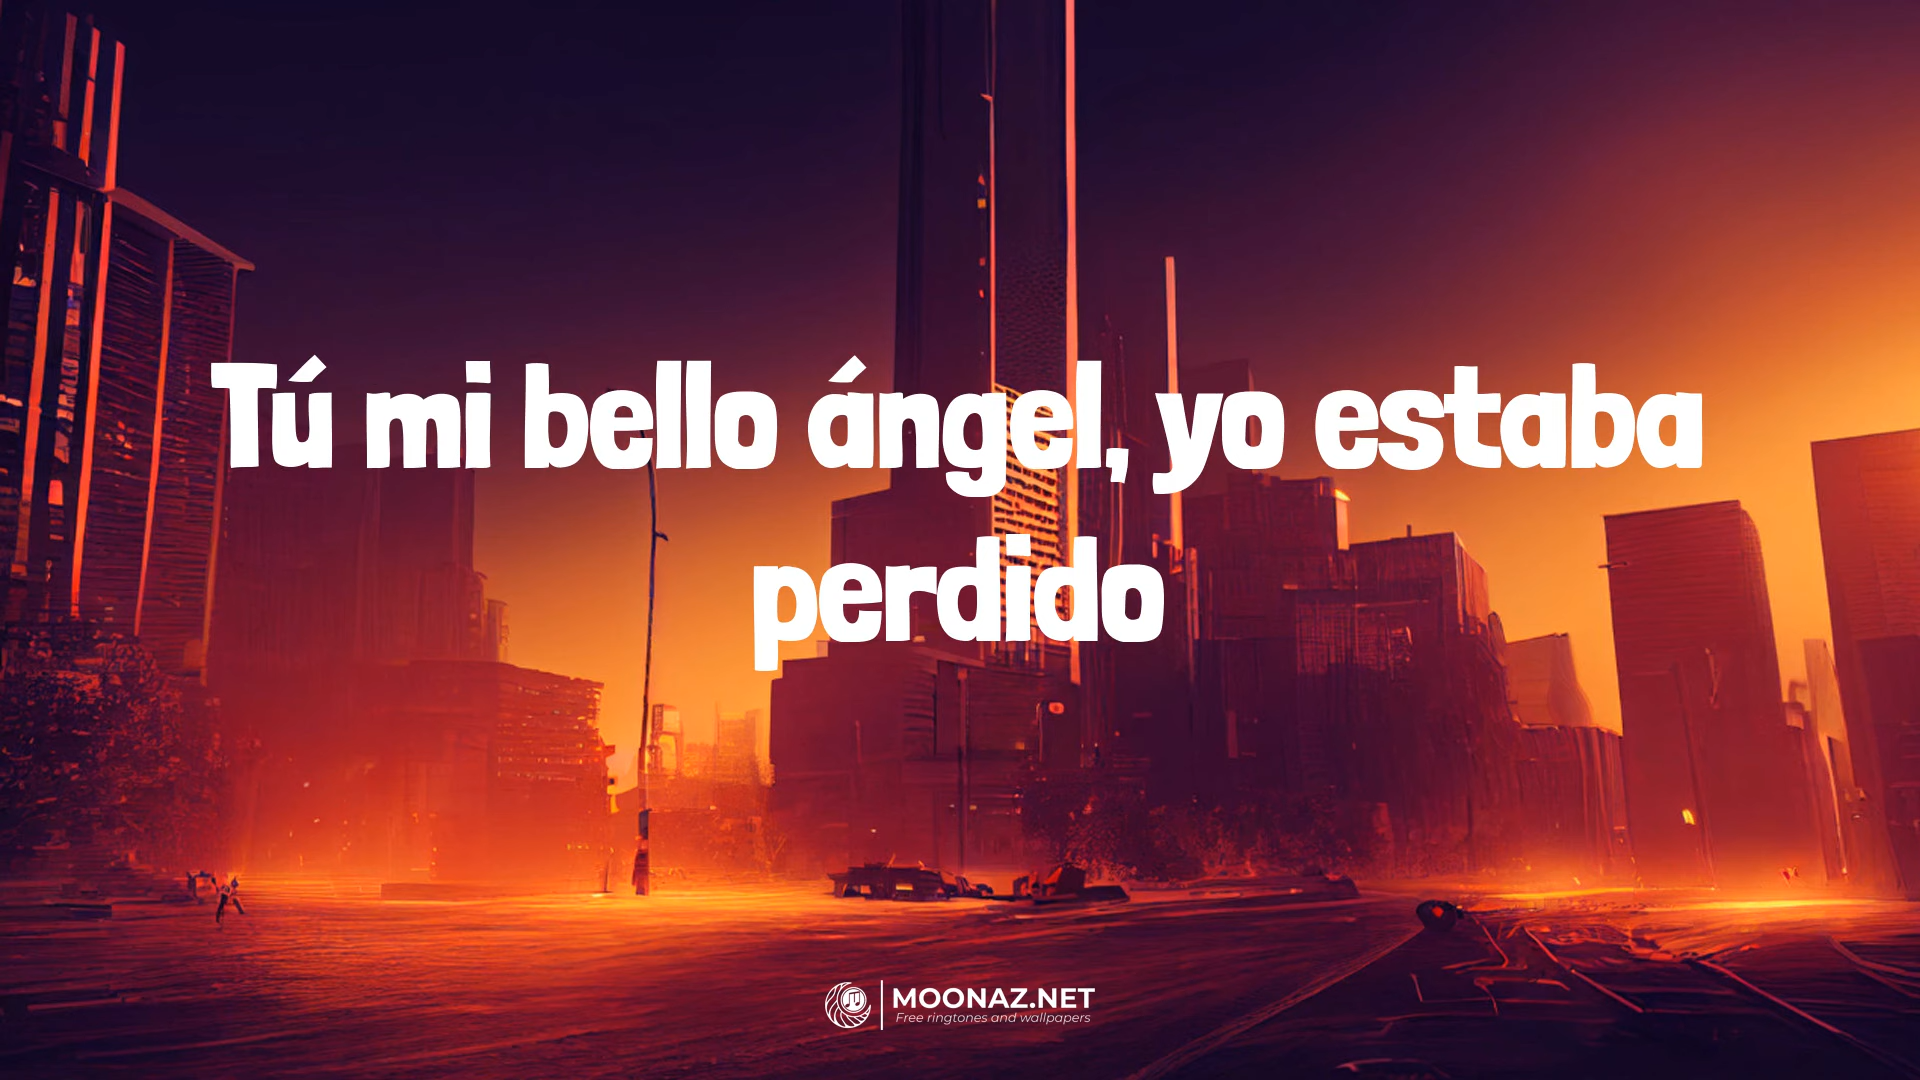 Tú mi bello ángel, yo estaba
perdido
MOONAZ.NET
Free ringtones and wallpapers